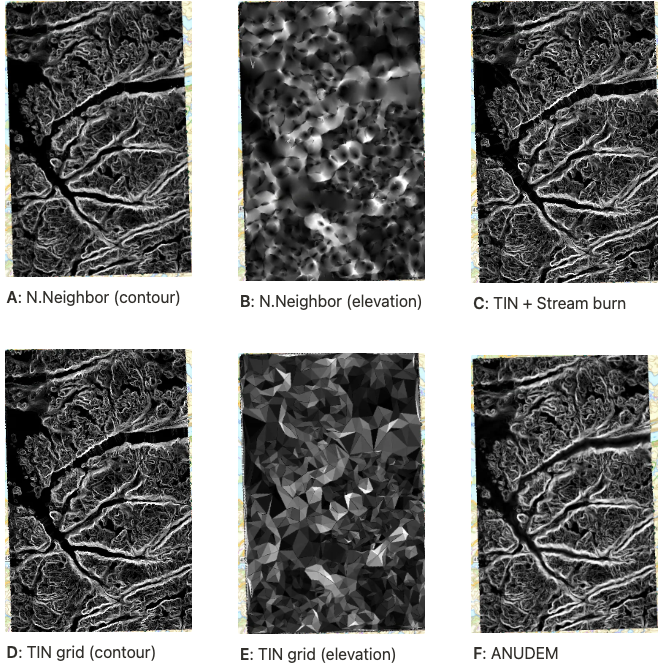 A: N.Neighbor (contour)
B: N.Neighbor (elevation)
C: TIN + Stream burn
D: TIN grid (contour)
E: TIN grid (elevation)
F: ANUDEM